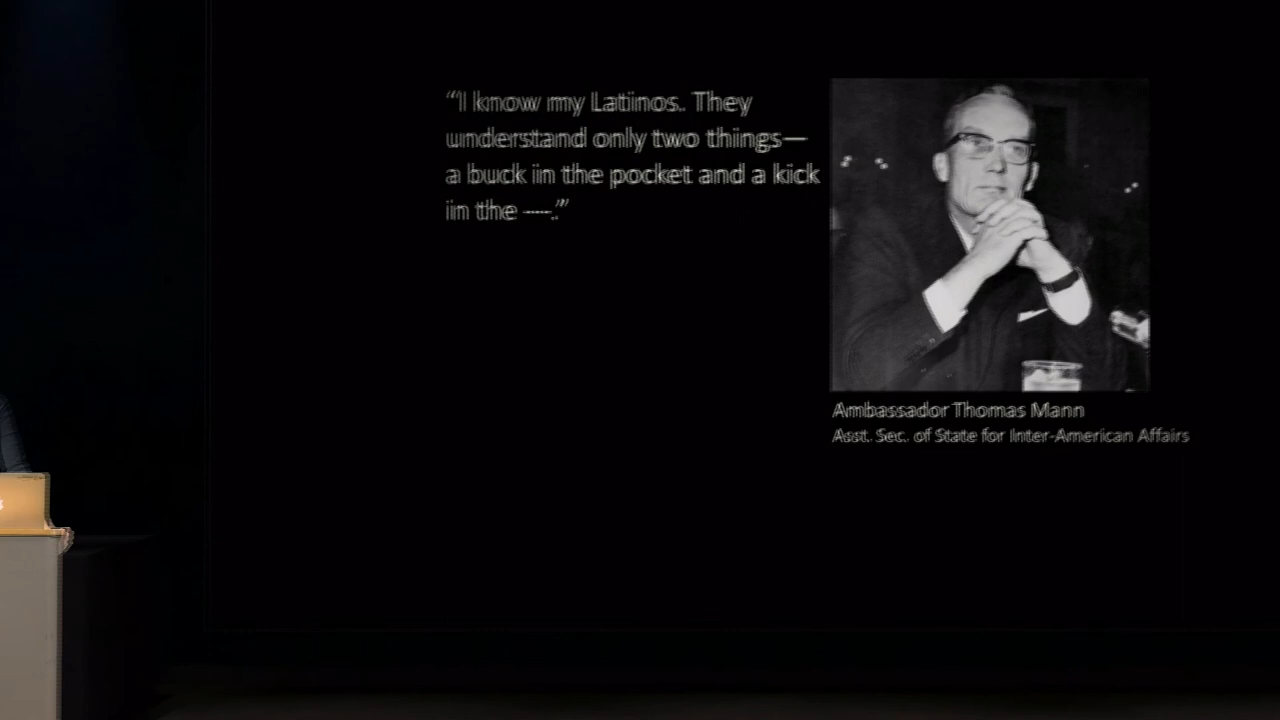 “I know my Latinos. They
understand only two things—
a buck in the pocket and a kick
in the —.”
Ambassador Thomas Mann
Asst. Sec. of State for Inter-American Affairs